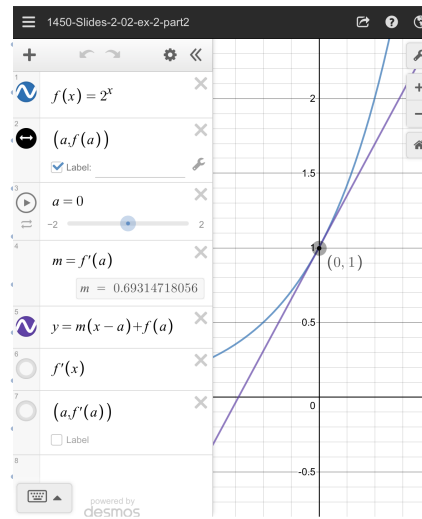 1450-Slides-2-02-ex-2-part2
1
f(x) = 2^x
2
(a,f(a))
Label:
3
a = 0
-2
2
4
m = f'(a)
m = 0.69314718056
5
y = m(x − a)+f(a)
6
f'(x)
7
(a,f'(a))
Label
8
powered by
desmos
2
1.5
1
(0, 1)
0.5
0
-0.5